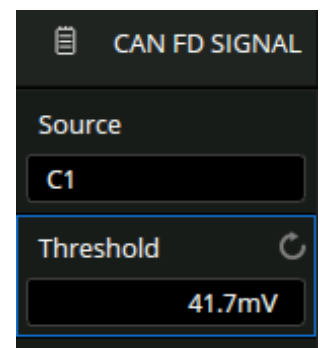 CAN FD SIGNAL
Source
C1
Threshold
41.7mV